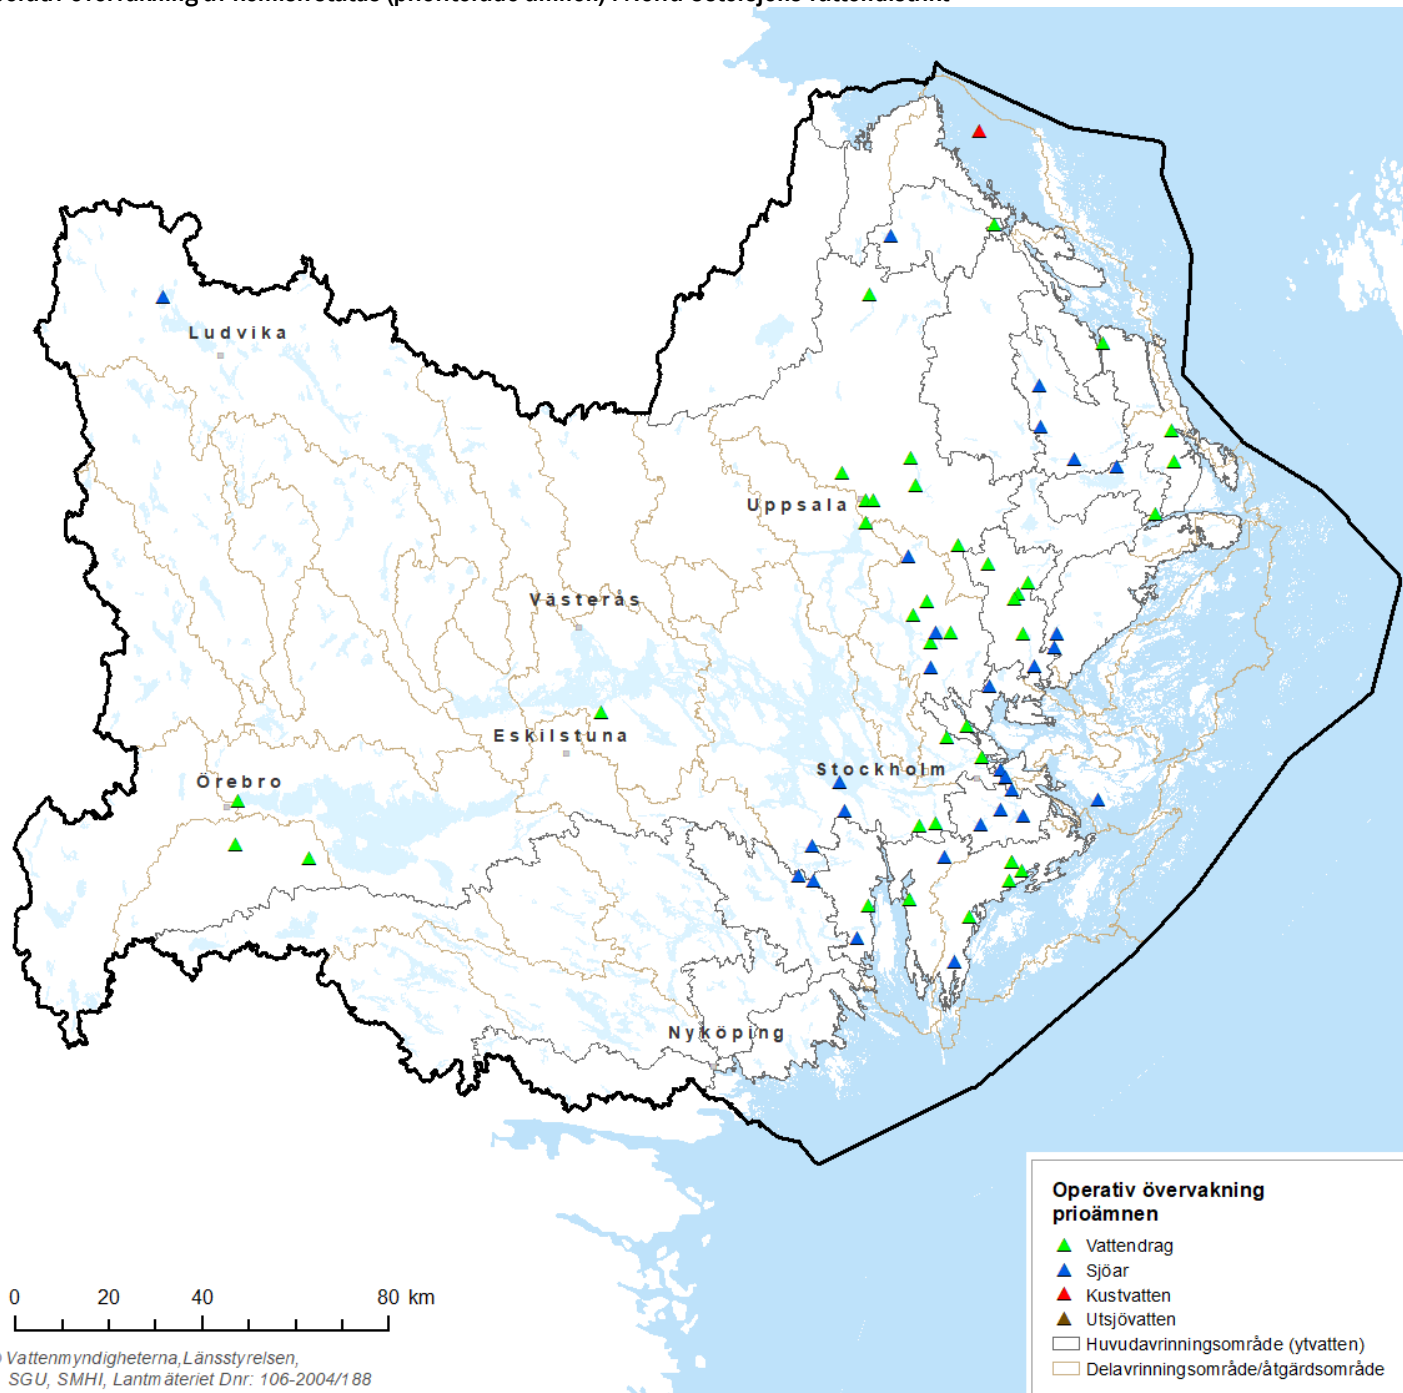 Ludvika
Uppsala
Västerås
Eskilstuna
Örebro
Stockholm
Nyköping
Operativ övervakning
prioämnen
Vattendrag
Sjöar
Kustvatten
Utsjövatten
Huvudavrinningsområde (ytvatten)
Delavrinningsområde/åtgärdsområde
0 20 40 80 km
Vattenmyndigheterna,Länsstyrelsen,
SGU, SMHI, Lantmäteriet Dnr: 106-2004/188